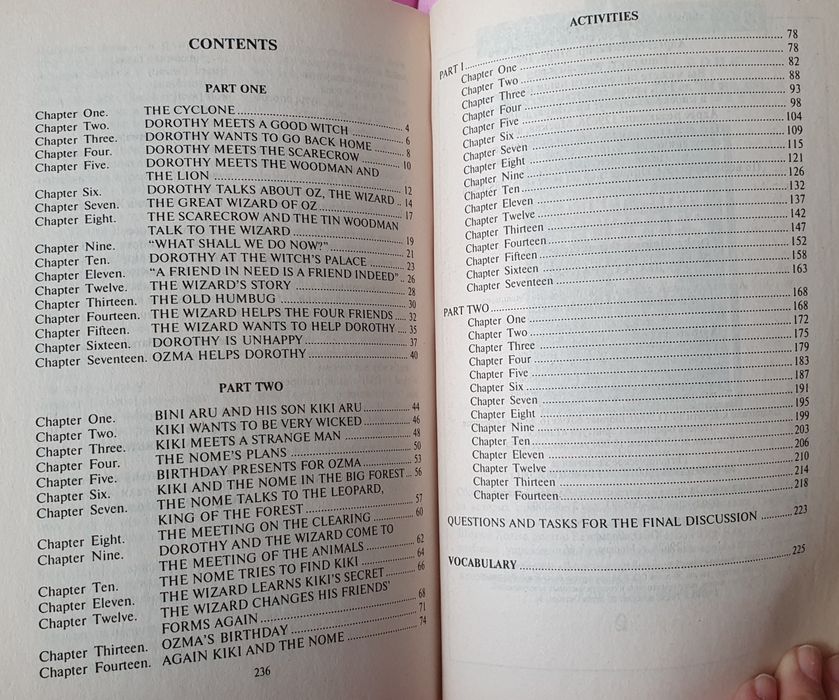 CONTENTS
PART ONE
Chapter One. THE CYCLONE ........ 4
Chapter Two. DOROTHY MEETS A GOOD WITCH ........ 6
Chapter Three. DOROTHY WANTS TO GO BACK HOME ........ 8
Chapter Four. DOROTHY MEETS THE SCARECROW ........ 10
Chapter Five. DOROTHY MEETS THE WOODMAN AND
THE LION ........ 12
Chapter Six. DOROTHY TALKS ABOUT OZ, THE WIZARD .. 14
Chapter Seven. THE GREAT WIZARD OF OZ ........ 17
Chapter Eight. THE SCARECROW AND THE TIN WOODMAN
TALK TO THE WIZARD ........ 19
Chapter Nine. “WHAT SHALL WE DO NOW?” ........ 21
Chapter Ten. DOROTHY AT THE WITCH'S PALACE ........ 23
Chapter Eleven. “A FRIEND IN NEED IS A FRIEND INDEED” .. 26
Chapter Twelve. THE WIZARD'S STORY ........ 28
Chapter Thirteen. THE OLD HUMBUG ........ 30
Chapter Fourteen. THE WIZARD HELPS THE FOUR FRIENDS ..... 32
Chapter Fifteen. THE WIZARD WANTS TO HELP DOROTHY .... 35
Chapter Sixteen. DOROTHY IS UNHAPPY ........ 37
Chapter Seventeen. OZMA HELPS DOROTHY ........ 40
PART TWO
Chapter One. BINI ARU AND HIS SON KIKI ARU ........ 44
Chapter Two. KIKI WANTS TO BE VERY WICKED ........ 46
Chapter Three. KIKI MEETS A STRANGE MAN ........ 48
Chapter Four. THE NOME'S PLANS ........ 50
Chapter Five. BIRTHDAY PRESENTS FOR OZMA ........ 53
Chapter Six. KIKI AND THE NOME IN THE BIG FOREST ... 56
Chapter Seven. THE NOME TALKS TO THE LEOPARD,
KING OF THE FOREST ........ 57
Chapter Eight. THE MEETING ON THE CLEARING ........ 60
Chapter Nine. DOROTHY AND THE WIZARD COME TO
THE MEETING OF THE ANIMALS ........ 62
Chapter Ten. THE NOME TRIES TO FIND KIKI ........ 64
Chapter Eleven. THE WIZARD LEARNS KIKI'S SECRET ........ 66
Chapter Twelve. THE WIZARD CHANGES HIS FRIENDS'
FORMS AGAIN ........ 68
Chapter Thirteen. OZMA'S BIRTHDAY ........ 71
Chapter Fourteen. AGAIN KIKI AND THE NOME ........ 74
236
ACTIVITIES
PART I ........ 78
Chapter One ........ 78
Chapter Two ........ 82
Chapter Three ........ 88
Chapter Four ........ 93
Chapter Five ........ 98
Chapter Six ........ 104
Chapter Seven ........ 109
Chapter Eight ........ 115
Chapter Nine ........ 121
Chapter Ten ........ 126
Chapter Eleven ........ 132
Chapter Twelve ........ 137
Chapter Thirteen ........ 142
Chapter Fourteen ........ 147
Chapter Fifteen ........ 152
Chapter Sixteen ........ 158
Chapter Seventeen ........ 163
PART TWO ........ 168
Chapter One ........ 168
Chapter Two ........ 172
Chapter Three ........ 175
Chapter Four ........ 179
Chapter Five ........ 183
Chapter Six ........ 187
Chapter Seven ........ 191
Chapter Eight ........ 195
Chapter Nine ........ 199
Chapter Ten ........ 203
Chapter Eleven ........ 206
Chapter Twelve ........ 210
Chapter Thirteen ........ 214
Chapter Fourteen ........ 218
QUESTIONS AND TASKS FOR THE FINAL DISCUSSION ........ 223
VOCABULARY ........ 225